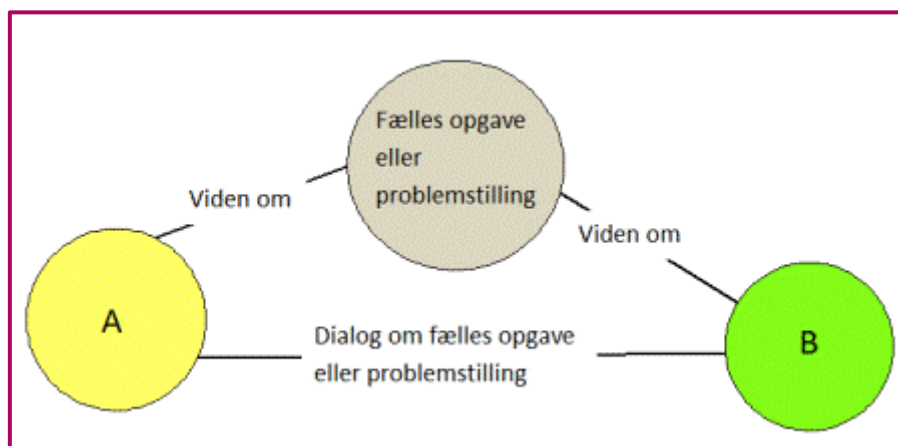 Fælles opgave
eller
problemstilling
Viden om
Viden om
A
B
Dialog om fælles opgave
eller problemstilling